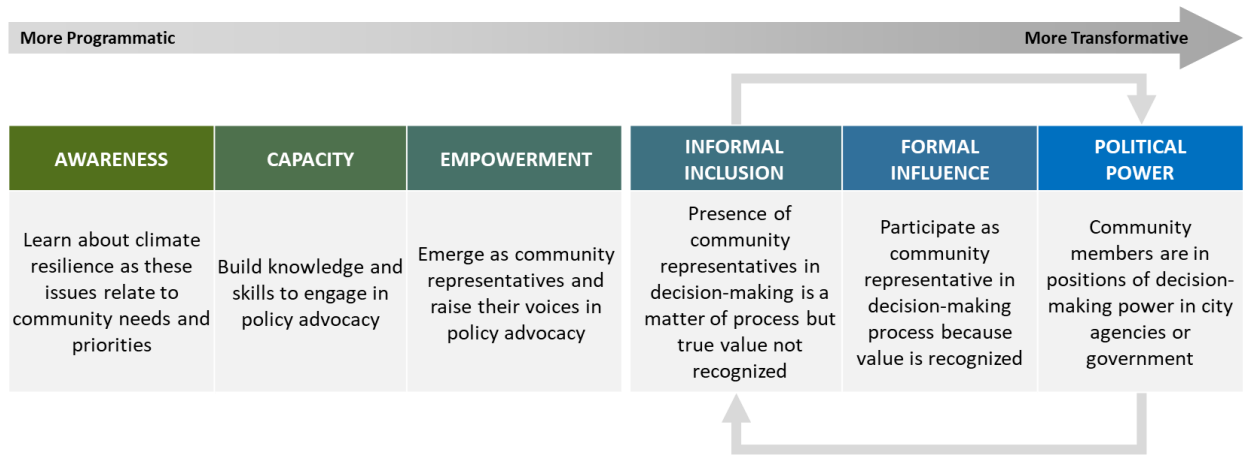 More Programmatic
More Transformative
AWARENESS
CAPACITY
EMPOWERMENT
INFORMAL
INCLUSION
FORMAL
INFLUENCE
POLITICAL
POWER
Learn about climate
resilience as these
issues relate to
community needs and
priorities
Build knowledge and
skills to engage in
policy advocacy
Emerge as community
representatives and
raise their voices in
policy advocacy
Presence of
community
representatives in
decision-making is a
matter of process but
true value not
recognized
Participate as
community
representative in
decision-making
process because
value is recognized
Community
members are in
positions of decision-
making power in city
agencies or
government